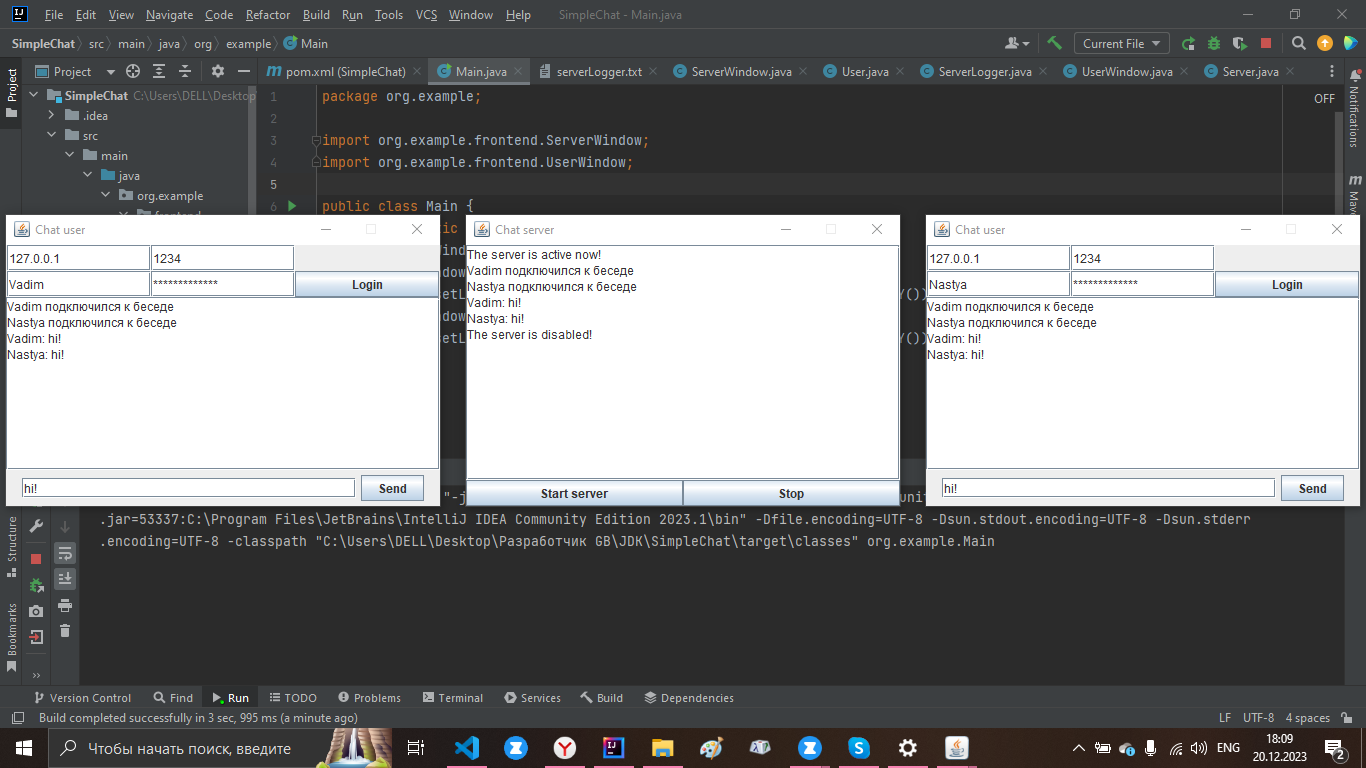 File Edit View Navigate Code Refactor Build Run Tools VCS Window Help SimpleChat - Main.java
SimpleChat src main java org example Main Current File
Project pom.xml (SimpleChat) Main.java serverLogger.txt ServerWindow.java User.java ServerLogger.java UserWindow.java Server.java
Project
Notifications
SimpleChat C:\Users\DELL\Desktop
.idea
src
main
java
org.example
1 package org.example;
OFF
2
3 import org.example.frontend.ServerWindow;
4 import org.example.frontend.UserWindow;
5
6 public class Main {
Chat user
127.0.0.1 1234
Vadim ************* Login
Vadim подключился к беседе
Nastya подключился к беседе
Vadim: hi!
Nastya: hi!
hi! Send
Chat server
The server is active now!
Vadim подключился к беседе
Nastya подключился к беседе
Vadim: hi!
Nastya: hi!
The server is disabled!
Start server Stop
Chat user
127.0.0.1 1234
Nastya ************* Login
Vadim подключился к беседе
Nastya подключился к беседе
Vadim: hi!
Nastya: hi!
hi! Send
.jar=53337:C:\Program Files\JetBrains\IntelliJ IDEA Community Edition 2023.1\bin" -Dfile.encoding=UTF-8 -Dsun.stdout.encoding=UTF-8 -Dsun.stderr
.encoding=UTF-8 -classpath "C:\Users\DELL\Desktop\Разработчик GB\JDK\SimpleChat\target\classes" org.example.Main
Structure
Bookmarks
Version Control Find Run TODO Problems Terminal Services Build Dependencies
Build completed successfully in 3 sec, 995 ms (a minute ago) LF UTF-8 4 spaces
Чтобы начать поиск, введите
ENG
18:09
20.12.2023
2